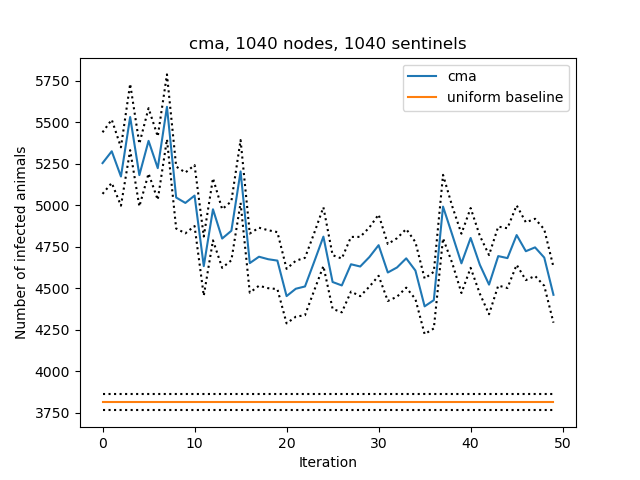 cma, 1040 nodes, 1040 sentinels
cma
uniform baseline
Number of infected animals
5750
5500
5250
5000
4750
4500
4250
4000
3750
0 10 20 30 40 50
Iteration